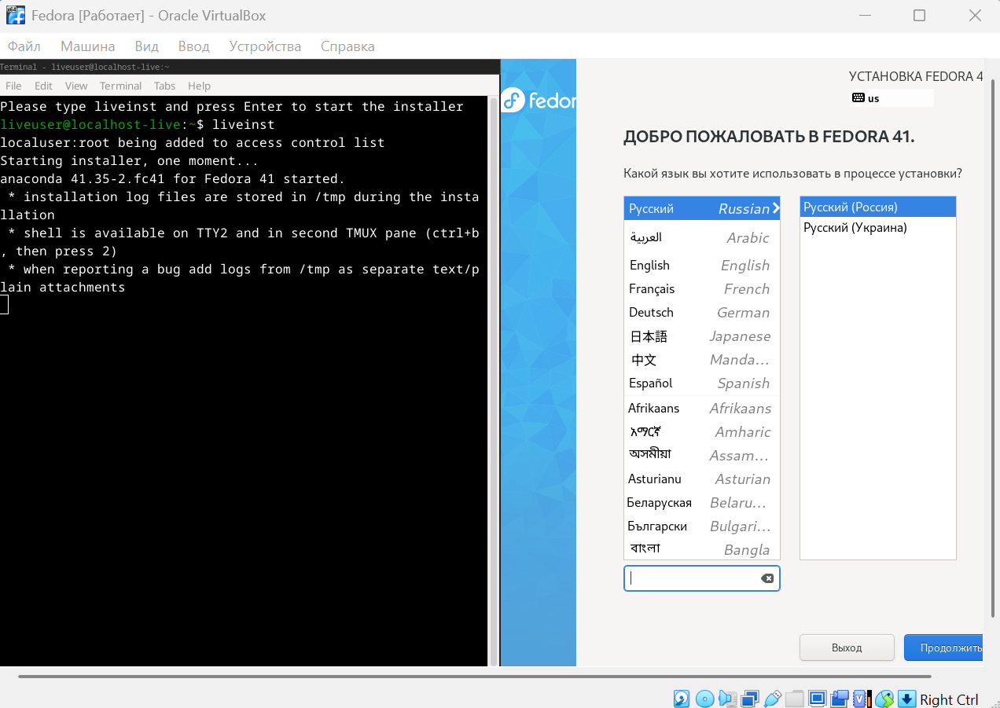 Fedora [Работает] - Oracle VirtualBox
Файл Машина Вид Ввод Устройства Справка
Terminal - liveuser@localhost-live:~
File Edit View Terminal Tabs Help
Please type liveinst and press Enter to start the installer
liveuser@localhost-live:~$ liveinst
localuser:root being added to access control list
Starting installer, one moment...
anaconda 41.35-2.fc41 for Fedora 41 started.
* installation log files are stored in /tmp during the insta
llation
* shell is available on TTY2 and in second TMUX pane (ctrl+b
, then press 2)
* when reporting a bug add logs from /tmp as separate text/p
lain attachments
fedor
УСТАНОВКА FEDORA 4
us
ДОБРО ПОЖАЛОВАТЬ В FEDORA 41.
Какой язык вы хотите использовать в процессе установки?
Русский Russian
العربية Arabic
English English
Français French
Deutsch German
日本語 Japanese
中文 Manda...
Español Spanish
Afrikaans Afrikaans
አማርኛ Amharic
অসমীয়া Assam...
Asturianu Asturian
Беларуская Belaru...
Български Bulgari...
বাংলা Bangla
Русский (Россия)
Русский (Украина)
Выход
Продолжить
Right Ctrl